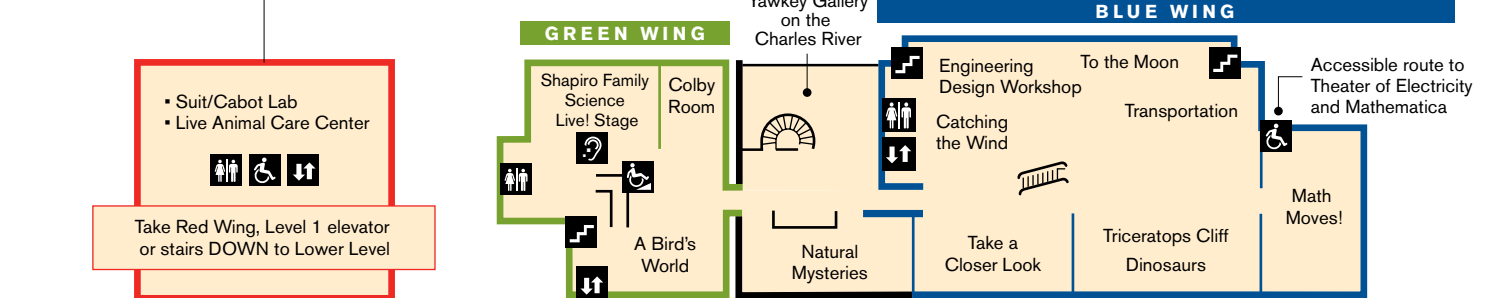 ▪ Suit/Cabot Lab
▪ Live Animal Care Center
Take Red Wing, Level 1 elevator
or stairs DOWN to Lower Level
GREEN WING
Shapiro Family
Science
Live! Stage
Colby
Room
A Bird's
World
Yawkey Gallery
on the
Charles River
Natural
Mysteries
BLUE WING
Engineering
Design Workshop
To the Moon
Transportation
Catching
the Wind
Take a
Closer Look
Triceratops Cliff
Dinosaurs
Math
Moves!
Accessible route to
Theater of Electricity
and Mathematica